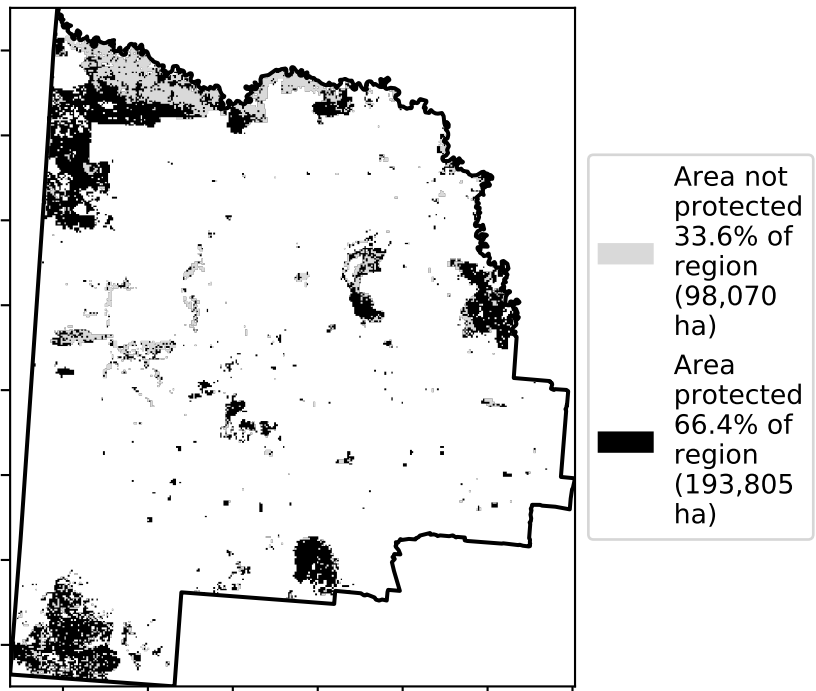 Area not
protected
33.6% of
region
(98,070
ha)
Area
protected
66.4% of
region
(193,805
ha)